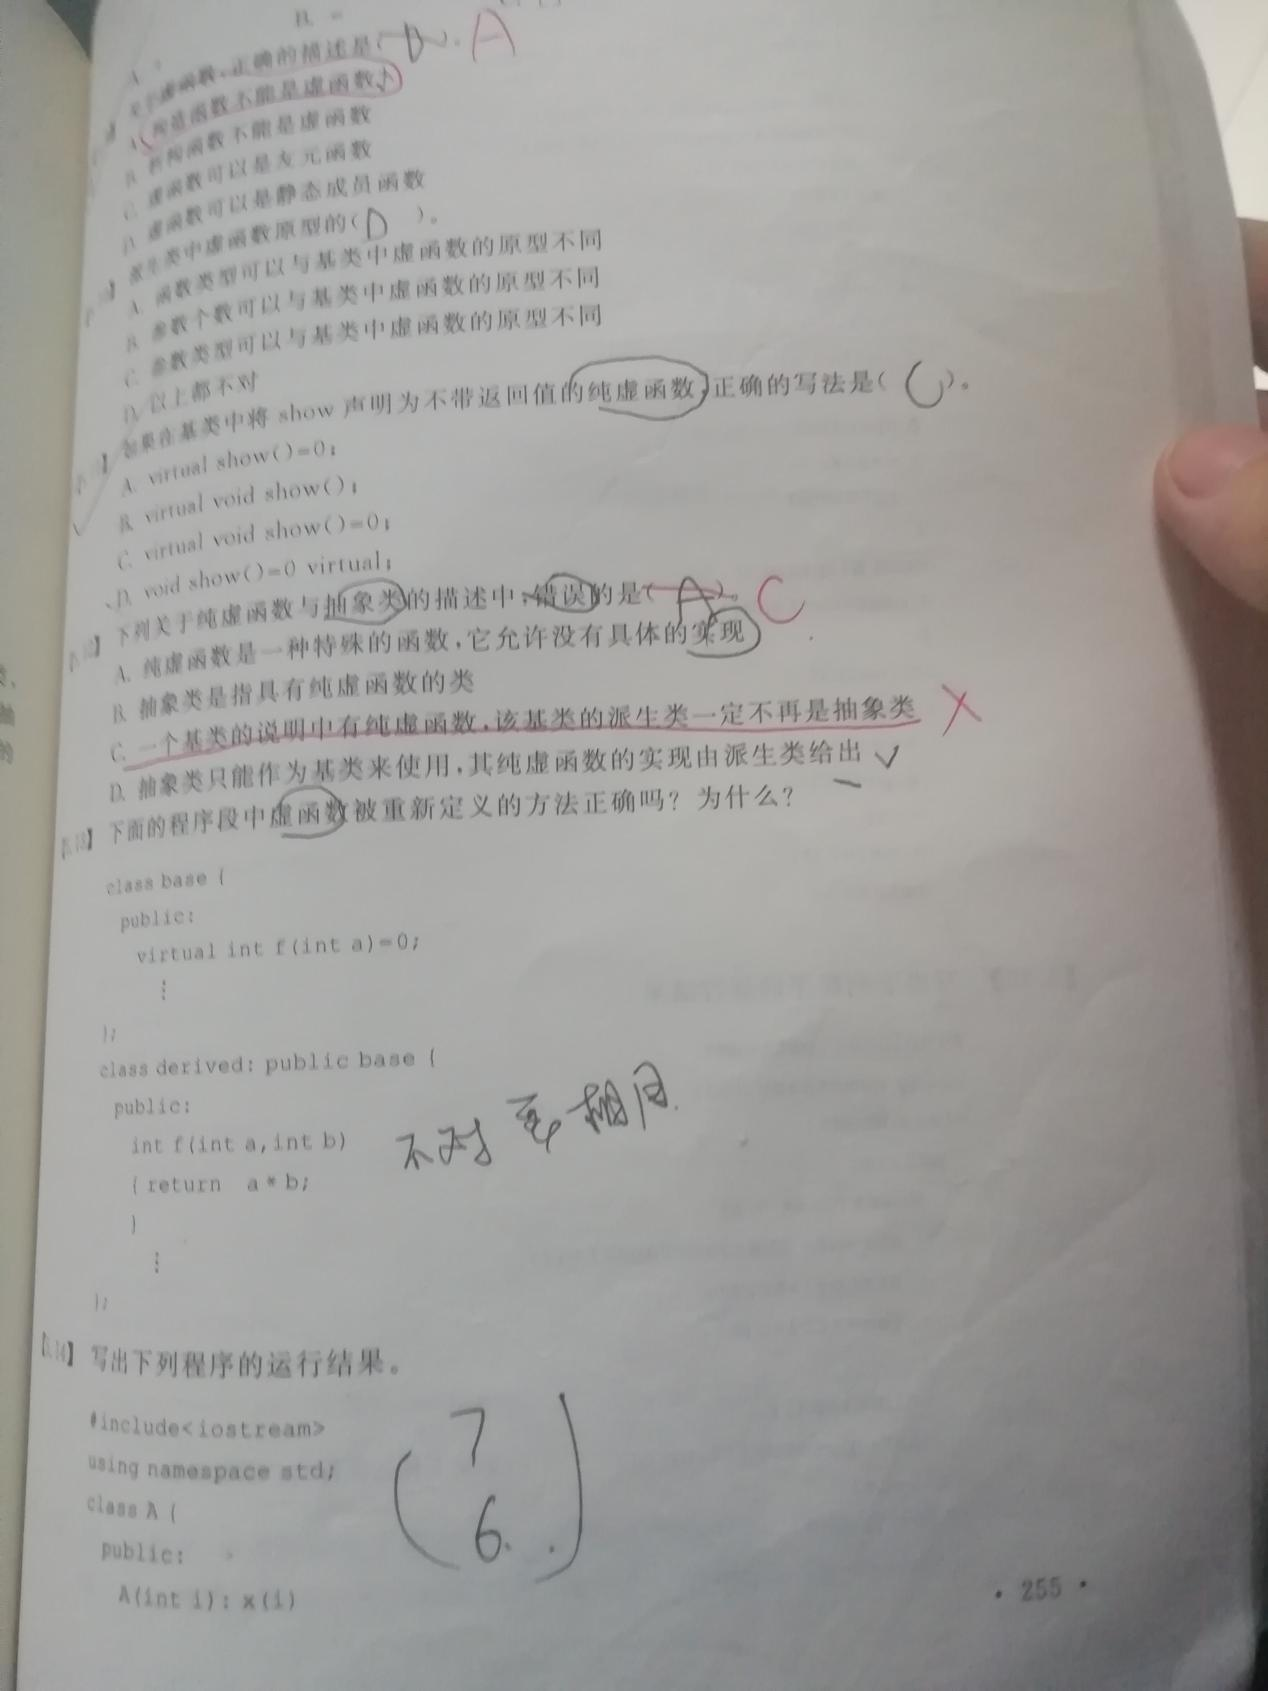 B. =
关于虚函数,正确的描述是( D ). A
A. 构造函数不能是虚函数
B. 析构函数不能是虚函数
C. 虚函数可以是友元函数
D. 虚函数可以是静态成员函数
派生类中虚函数原型的( D )。
A. 函数类型可以与基类中虚函数的原型不同
B. 参数个数可以与基类中虚函数的原型不同
C. 参数类型可以与基类中虚函数的原型不同
D. 以上都不对
如果在基类中将 show 声明为不带返回值的纯虚函数,正确的写法是( C )。
A. virtual show()=0;
B. virtual void show();
C. virtual void show()=0;
D. void show()=0 virtual;
下列关于纯虚函数与抽象类的描述中,错误的是( A )。 C
A. 纯虚函数是一种特殊的函数,它允许没有具体的实现
B. 抽象类是指具有纯虚函数的类
C. 一个基类的说明中有纯虚函数,该基类的派生类一定不再是抽象类 ×
D. 抽象类只能作为基类来使用,其纯虚函数的实现由派生类给出 ✓
13】 下面的程序段中虚函数被重新定义的方法正确吗? 为什么?
class base {
public:
virtual int f(int a)=0;
⋮
};
class derived: public base {
public:
int f(int a,int b)
不对 要相同.
{ return a * b;
}
⋮
};
14】 写出下列程序的运行结果。
#include<iostream>
using namespace std;
class A {
public:
A(int i): x(i)
7
6.
· 255 ·